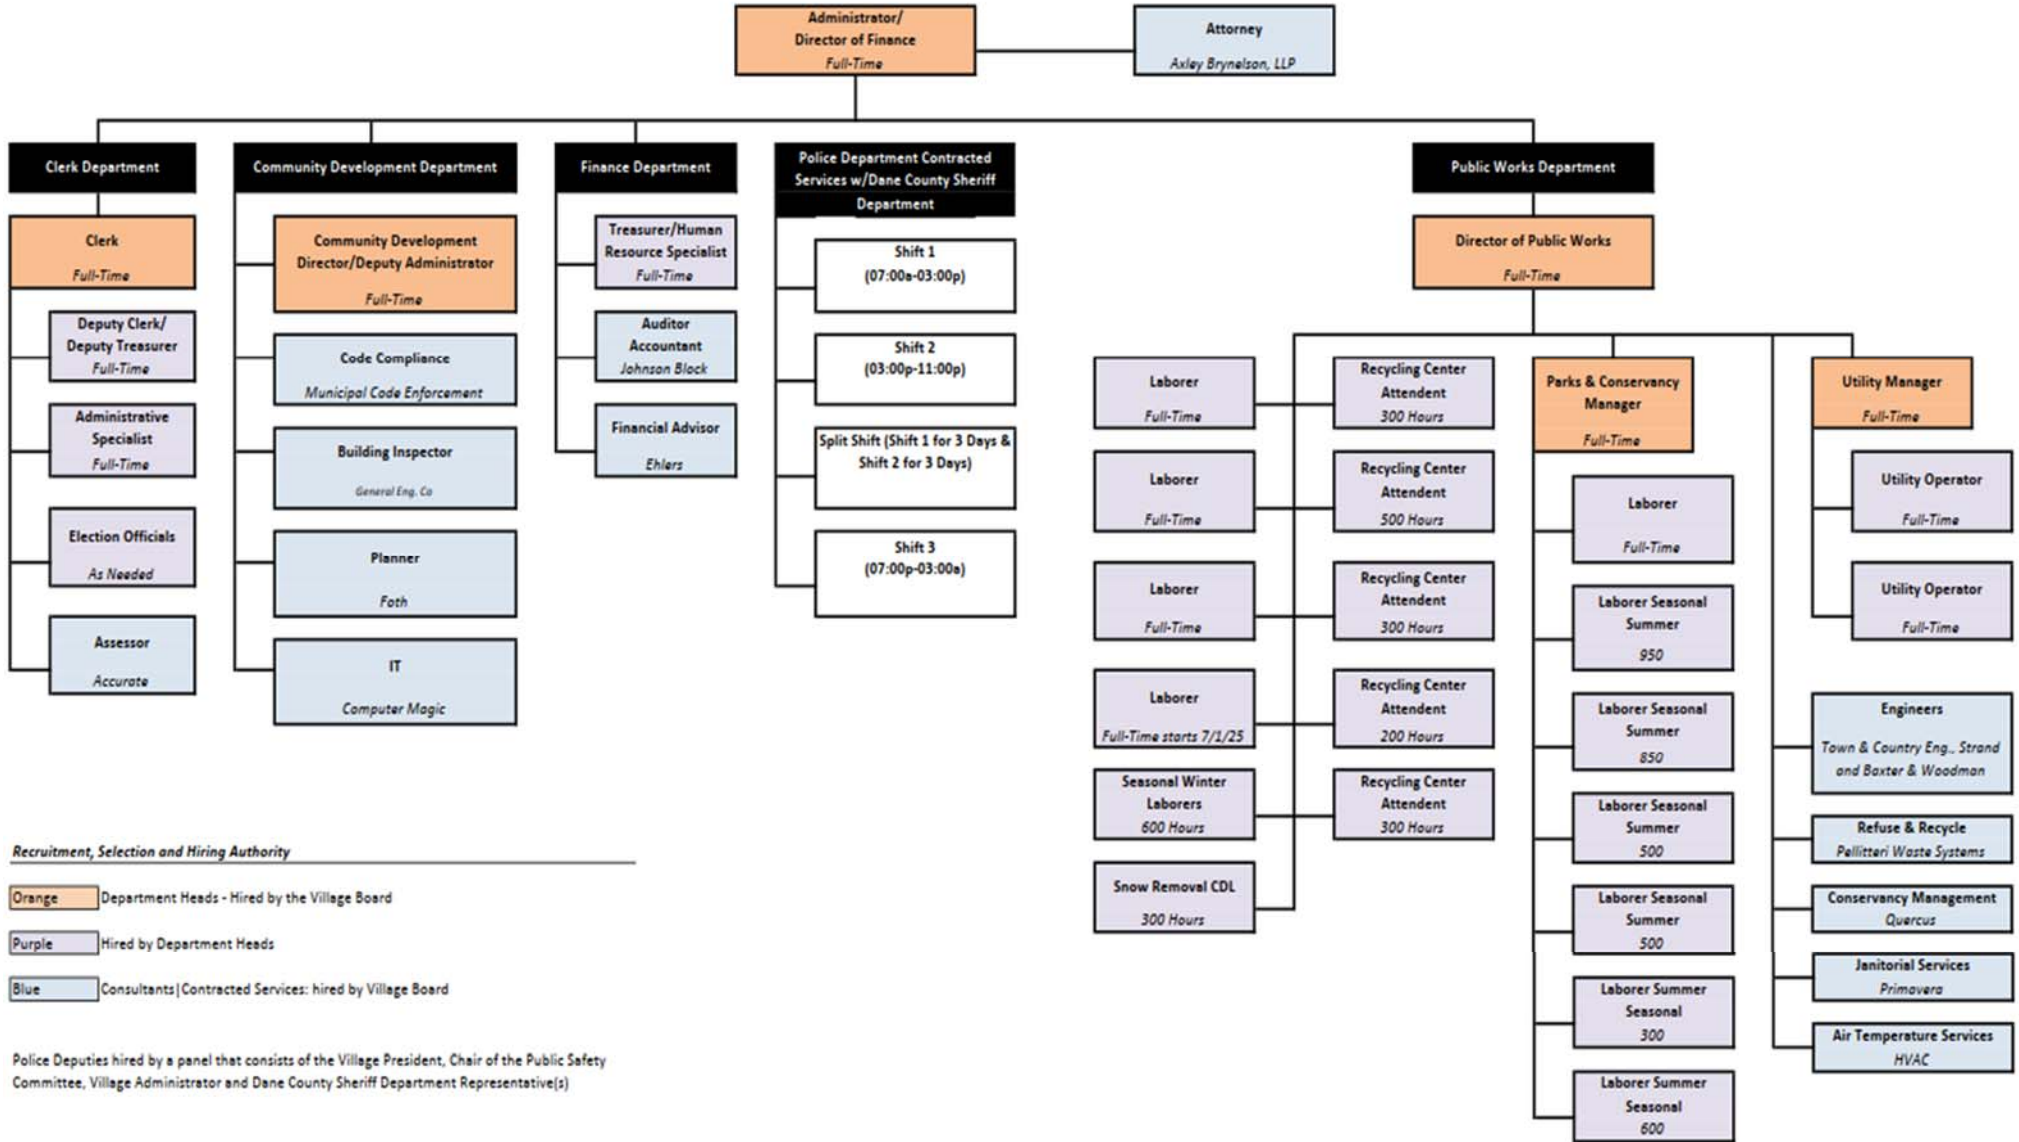 Administrator/
Director of Finance
Full-Time
Attorney
Axley Brynelson, LLP
Clerk Department
Clerk
Full-Time
Deputy Clerk/
Deputy Treasurer
Full-Time
Administrative
Specialist
Full-Time
Election Officials
As Needed
Assessor
Accurate
Community Development Department
Community Development
Director/Deputy Administrator
Full-Time
Code Compliance
Municipal Code Enforcement
Building Inspector
General Eng. Co
Planner
Foth
IT
Computer Magic
Finance Department
Treasurer/Human
Resource Specialist
Full-Time
Auditor
Accountant
Johnson Block
Financial Advisor
Ehlers
Police Department Contracted
Services w/Dane County Sheriff
Department
Shift 1
(07:00a-03:00p)
Shift 2
(03:00p-11:00p)
Split Shift (Shift 1 for 3 Days &
Shift 2 for 3 Days)
Shift 3
(07:00p-03:00a)
Public Works Department
Director of Public Works
Full-Time
Laborer
Full-Time
Laborer
Full-Time
Laborer
Full-Time
Laborer
Full-Time starts 7/1/25
Seasonal Winter
Laborers
600 Hours
Snow Removal CDL
300 Hours
Recycling Center
Attendent
300 Hours
Recycling Center
Attendent
500 Hours
Recycling Center
Attendent
300 Hours
Recycling Center
Attendent
200 Hours
Recycling Center
Attendent
300 Hours
Parks & Conservancy
Manager
Full-Time
Laborer
Full-Time
Laborer Seasonal
Summer
950
Laborer Seasonal
Summer
850
Laborer Seasonal
Summer
500
Laborer Seasonal
Summer
500
Laborer Summer
Seasonal
300
Laborer Summer
Seasonal
600
Utility Manager
Full-Time
Utility Operator
Full-Time
Utility Operator
Full-Time
Engineers
Town & Country Eng., Strand
and Baxter & Woodman
Refuse & Recycle
Pellitteri Waste Systems
Conservancy Management
Quercus
Janitorial Services
Primavera
Air Temperature Services
HVAC
Recruitment, Selection and Hiring Authority
Orange Department Heads - Hired by the Village Board
Purple Hired by Department Heads
Blue Consultants|Contracted Services: hired by Village Board
Police Deputies hired by a panel that consists of the Village President, Chair of the Public Safety
Committee, Village Administrator and Dane County Sheriff Department Representative(s)